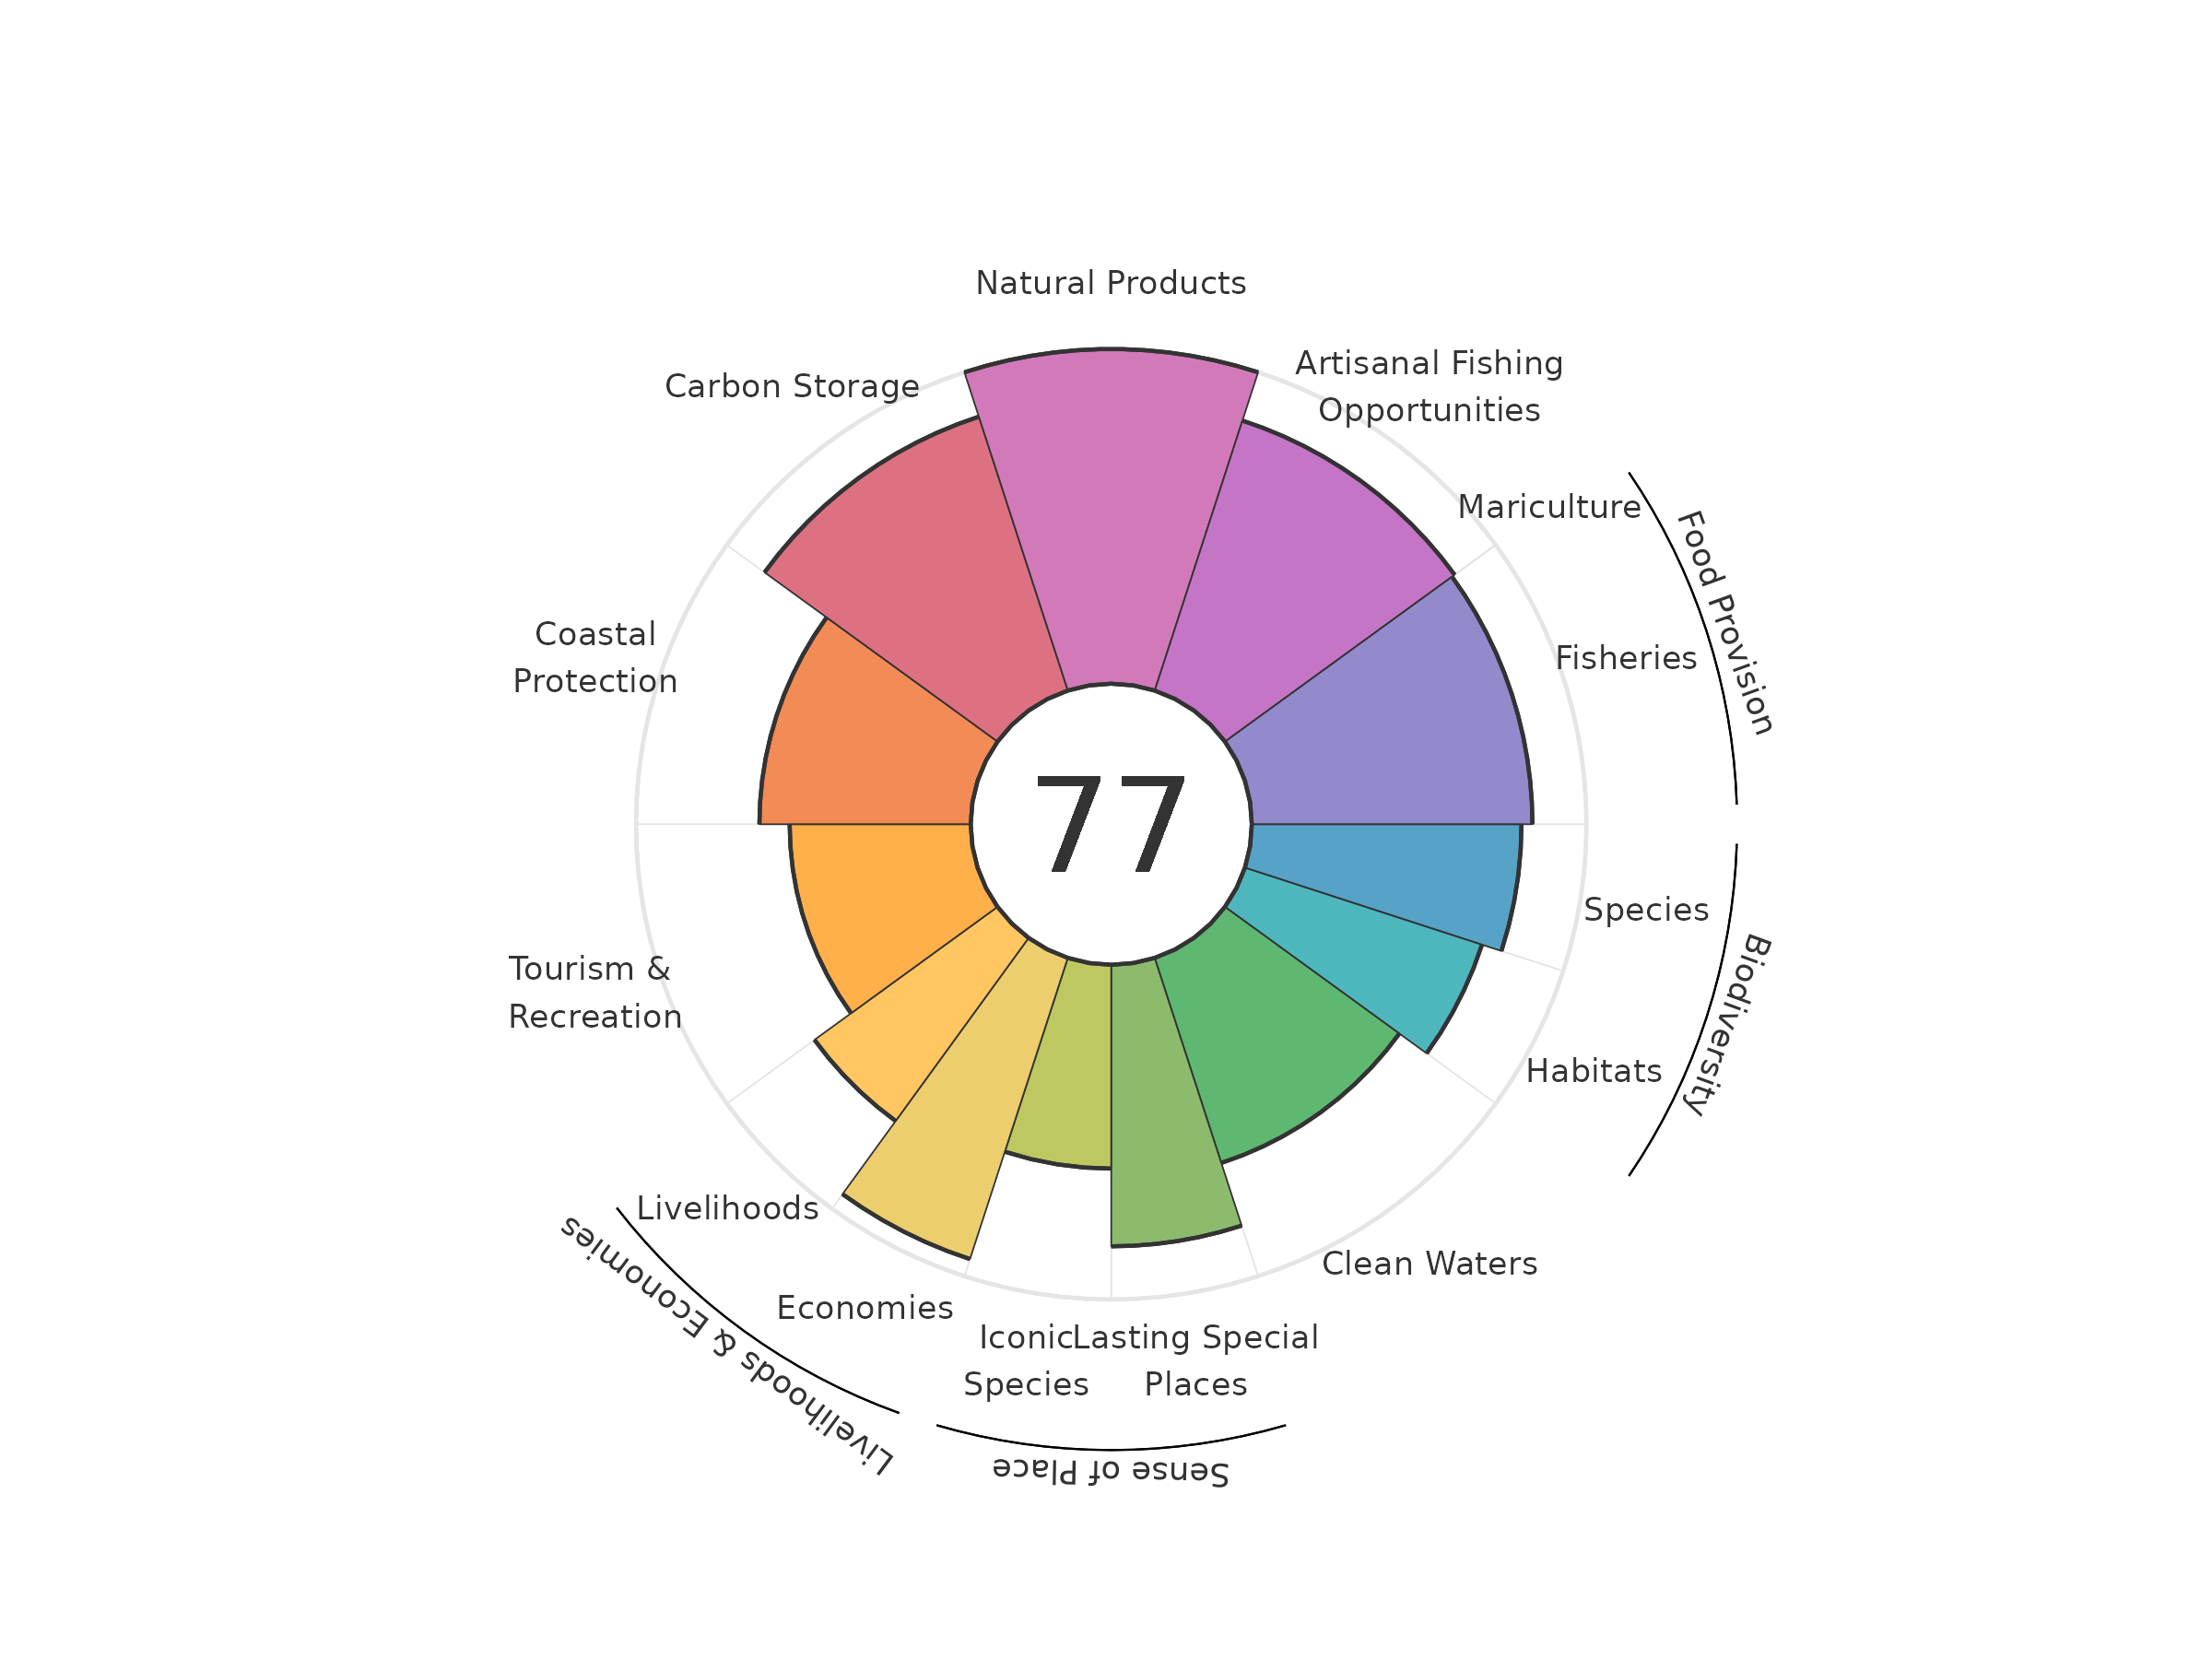 Natural Products
Artisanal Fishing
Opportunities
Carbon Storage
Mariculture
Food Provision
Fisheries
Coastal
Protection
77
Species
Biodiversity
Tourism &
Recreation
Habitats
Livelihoods
Clean Waters
Economies
Livelihoods & Economies
Iconic
Species
Lasting Special
Places
Sense of Place